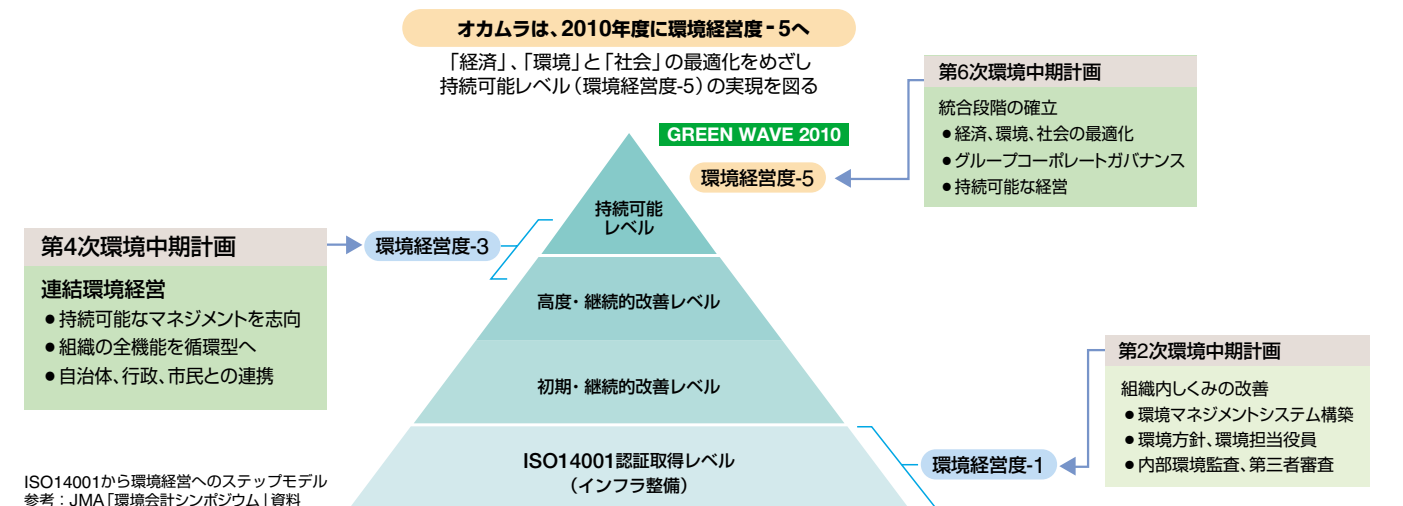 オカムラは、2010年度に環境経営度-5へ
「経済」、「環境」と「社会」の最適化をめざし
持続可能レベル（環境経営度-5）の実現を図る
GREEN WAVE 2010
環境経営度-5
第6次環境中期計画
統合段階の確立
●経済、環境、社会の最適化
●グループコーポレートガバナンス
●持続可能な経営
持続可能
レベル
環境経営度-3
第4次環境中期計画
連結環境経営
●持続可能なマネジメントを志向
●組織の全機能を循環型へ
●自治体、行政、市民との連携
高度・継続的改善レベル
初期・継続的改善レベル
第2次環境中期計画
組織内しくみの改善
●環境マネジメントシステム構築
●環境方針、環境担当役員
●内部環境監査、第三者審査
環境経営度-1
ISO14001認証取得レベル
（インフラ整備）
ISO14001から環境経営へのステップモデル
参考：JMA「環境会計シンポジウム」資料